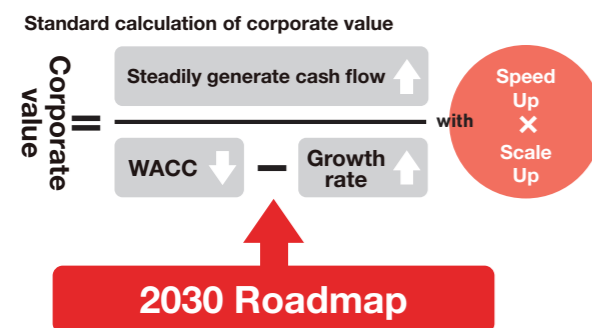 Standard calculation of corporate value
Corporate
value
=
Steadily generate cash flow
WACC
−
Growth
rate
with
Speed
Up
×
Scale
Up
2030 Roadmap